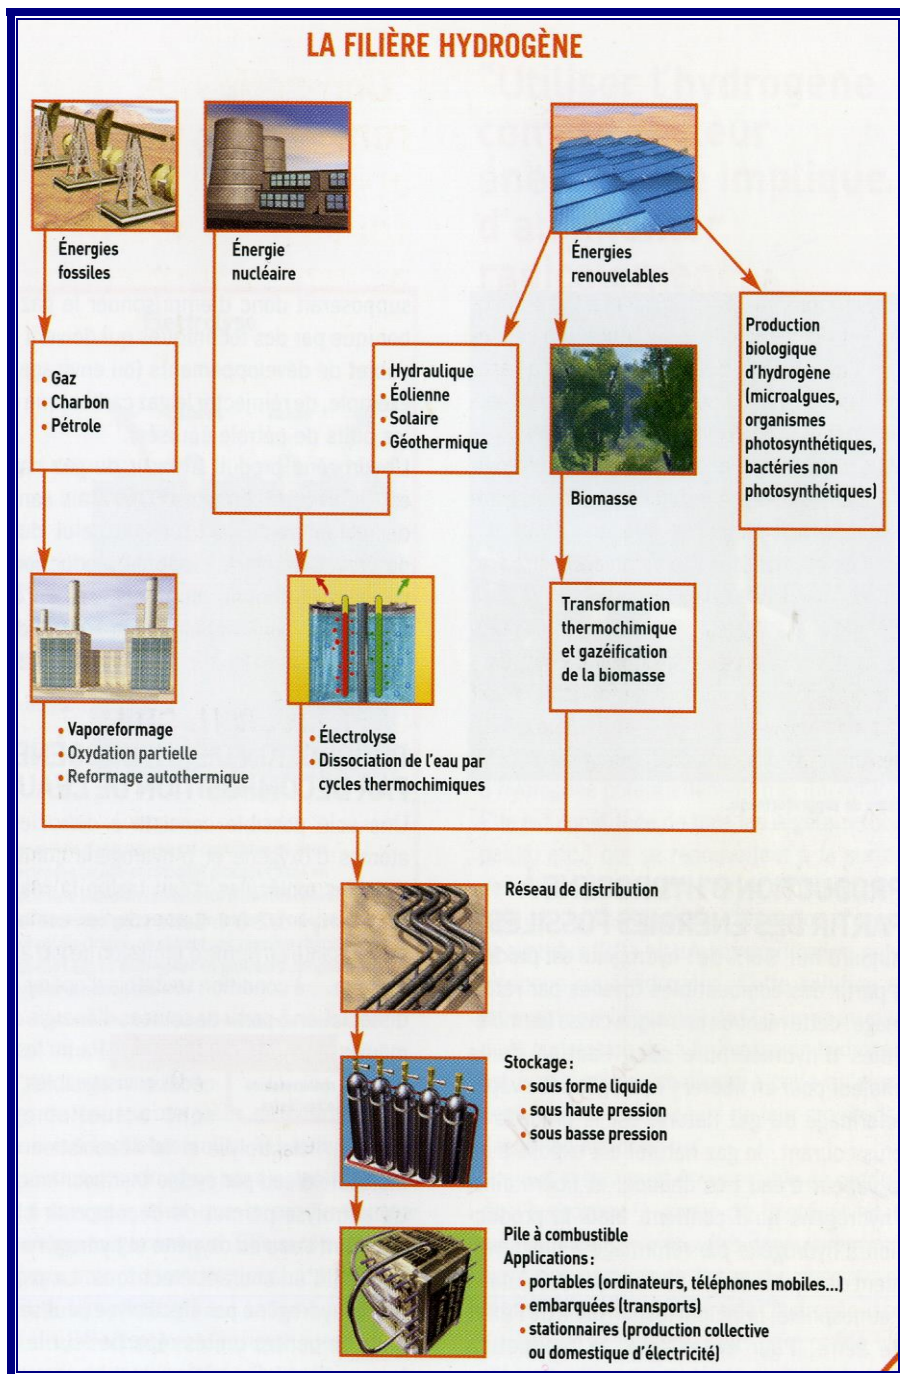 LA FILIÈRE HYDROGÈNE
Énergies
fossiles
Énergie
nucléaire
Énergies
renouvelables
• Gaz
• Charbon
• Pétrole
• Hydraulique
• Éolienne
• Solaire
• Géothermique
Biomasse
Production
biologique
d'hydrogène
(microalgues,
organismes
photosynthétiques,
bactéries non
photosynthétiques)
• Vaporeformage
• Oxydation partielle
• Reformage autothermique
• Électrolyse
• Dissociation de l'eau par
cycles thermochimiques
Transformation
thermochimique
et gazéification
de la biomasse
Réseau de distribution
Stockage :
• sous forme liquide
• sous haute pression
• sous basse pression
Pile à combustible
Applications :
• portables (ordinateurs, téléphones mobiles...)
• embarquées (transports)
• stationnaires (production collective
ou domestique d'électricité)